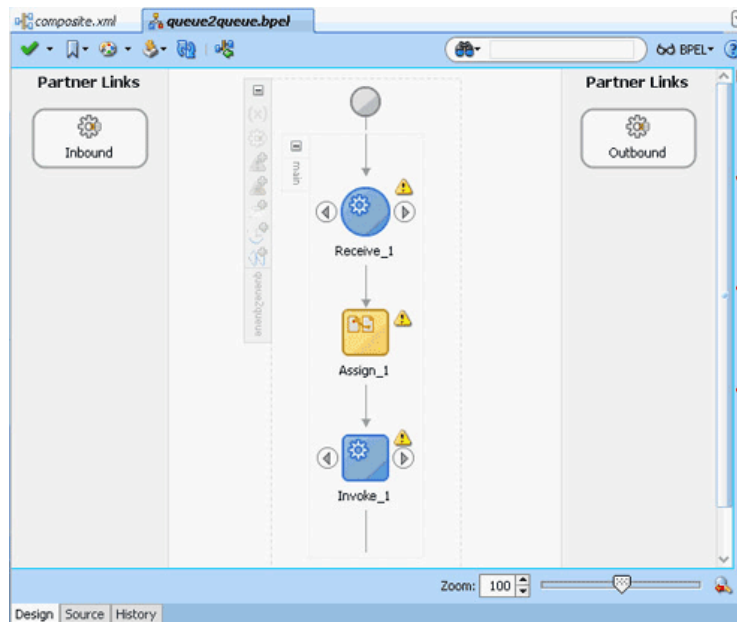 composite.xml
queue2queue.bpel
BPEL
Partner Links
Inbound
Partner Links
Outbound
(x)
queue2queue
main
Receive_1
Assign_1
Invoke_1
Zoom: 100
Design Source History